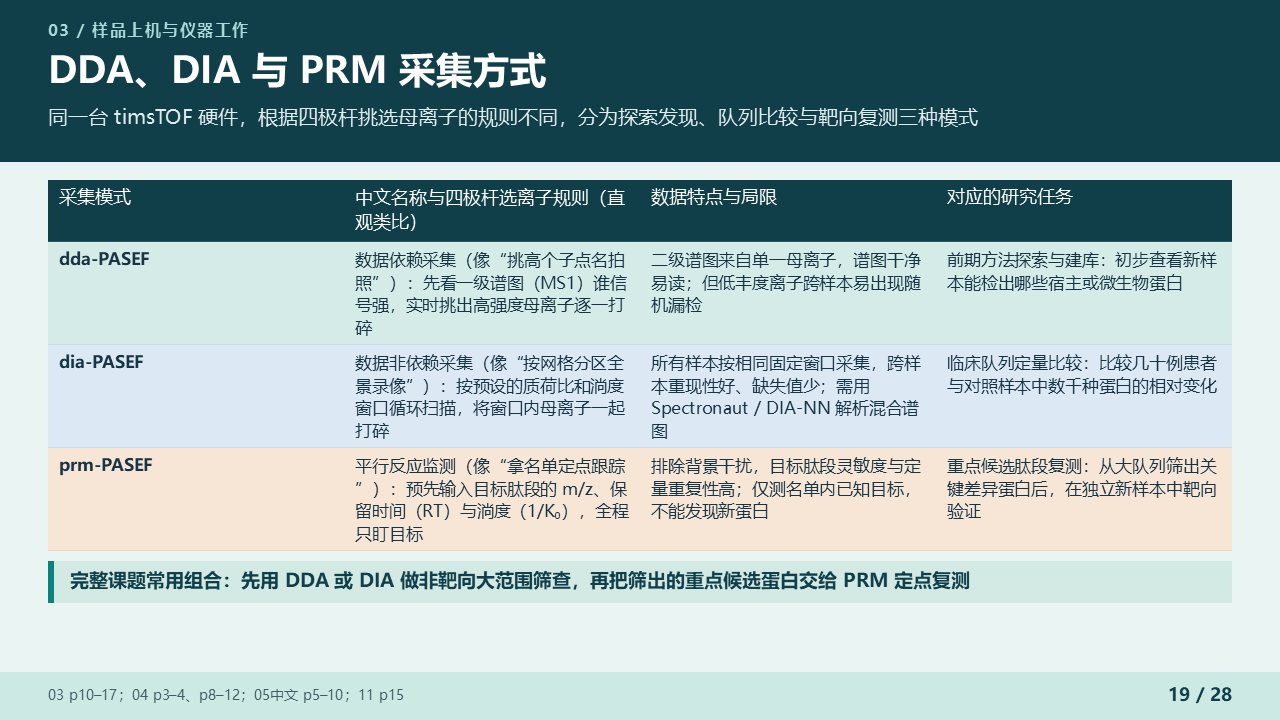 03 / 样品上机与仪器工作
DDA、DIA 与 PRM 采集方式
同一台 timsTOF 硬件，根据四极杆挑选母离子的规则不同，分为探索发现、队列比较与靶向复测三种模式
采集模式
中文名称与四极杆选离子规则（直
观类比）
数据特点与局限
对应的研究任务
dda-PASEF
数据依赖采集（像“挑高个子点名拍
照”）：先看一级谱图（MS1）谁信
号强，实时挑出高强度母离子逐一打
碎
二级谱图来自单一母离子，谱图干净
易读；但低丰度离子跨样本易出现随
机漏检
前期方法探索与建库：初步查看新样
本能检出哪些宿主或微生物蛋白
dia-PASEF
数据非依赖采集（像“按网格分区全
景录像”）：按预设的质荷比和淌度
窗口循环扫描，将窗口内母离子一起
打碎
所有样本按相同固定窗口采集，跨样
本重现性好、缺失值少；需用
Spectronaut / DIA-NN 解析混合谱
图
临床队列定量比较：比较几十例患者
与对照样本中数千种蛋白的相对变化
prm-PASEF
平行反应监测（像“拿名单定点跟踪
”）：预先输入目标肽段的 m/z、保
留时间（RT）与淌度（1/K₀），全程
只盯目标
排除背景干扰，目标肽段灵敏度与定
量重复性高；仅测名单内已知目标，
不能发现新蛋白
重点候选肽段复测：从大队列筛出关
键差异蛋白后，在独立新样本中靶向
验证
完整课题常用组合：先用 DDA 或 DIA 做非靶向大范围筛查，再把筛出的重点候选蛋白交给 PRM 定点复测
03 p10–17；04 p3–4、p8–12；05中文 p5–10；11 p15
19 / 28